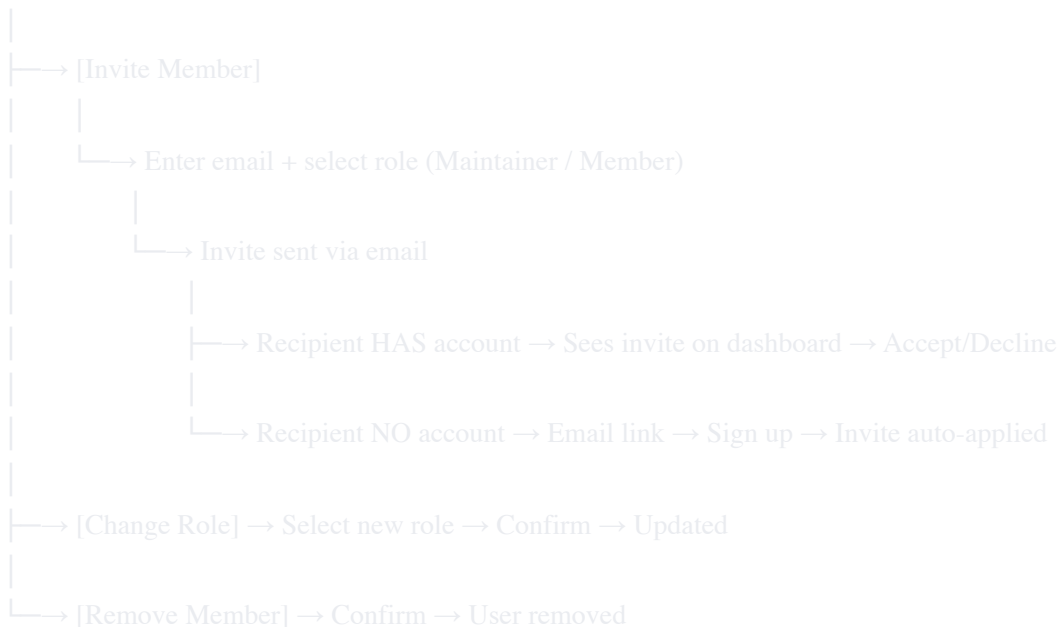 │
├──→ [Invite Member]
│ │
│ └──→ Enter email + select role (Maintainer / Member)
│ │
│ └──→ Invite sent via email
│ │
│ ├──→ Recipient HAS account → Sees invite on dashboard → Accept/Decline
│ │
│ └──→ Recipient NO account → Email link → Sign up → Invite auto-applied
│
├──→ [Change Role] → Select new role → Confirm → Updated
│
└──→ [Remove Member] → Confirm → User removed